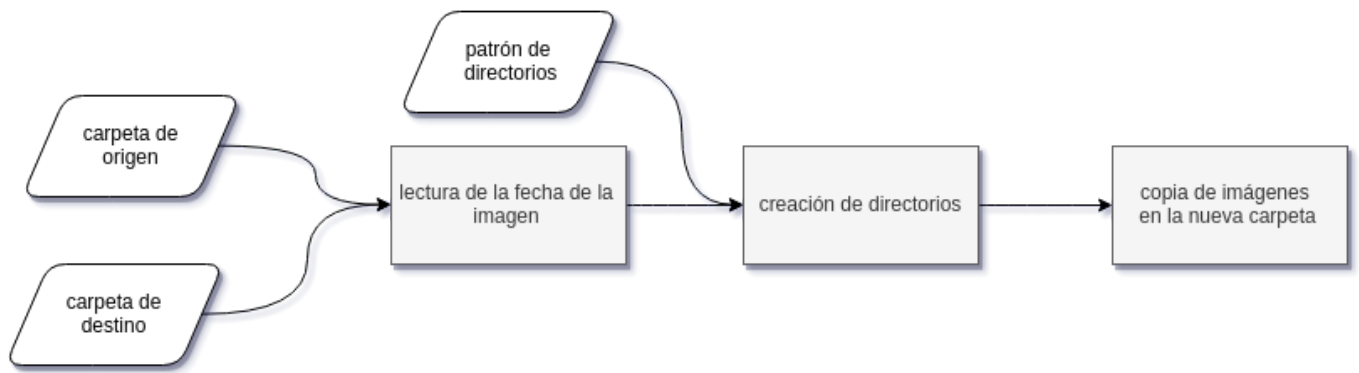 patrón de
directorios
carpeta de
origen
carpeta de
destino
lectura de la fecha de la
imagen
creación de directorios
copia de imágenes
en la nueva carpeta